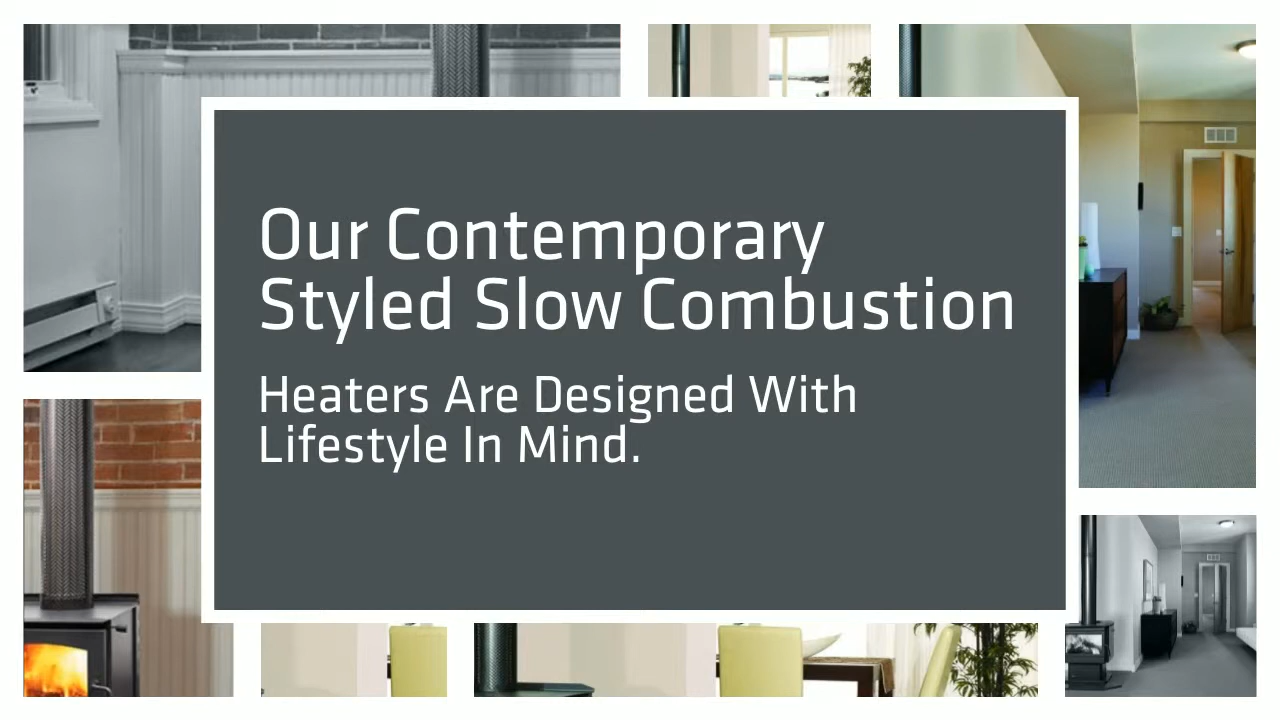 Our Contemporary
Styled Slow Combustion
Heaters Are Designed With
Lifestyle In Mind.